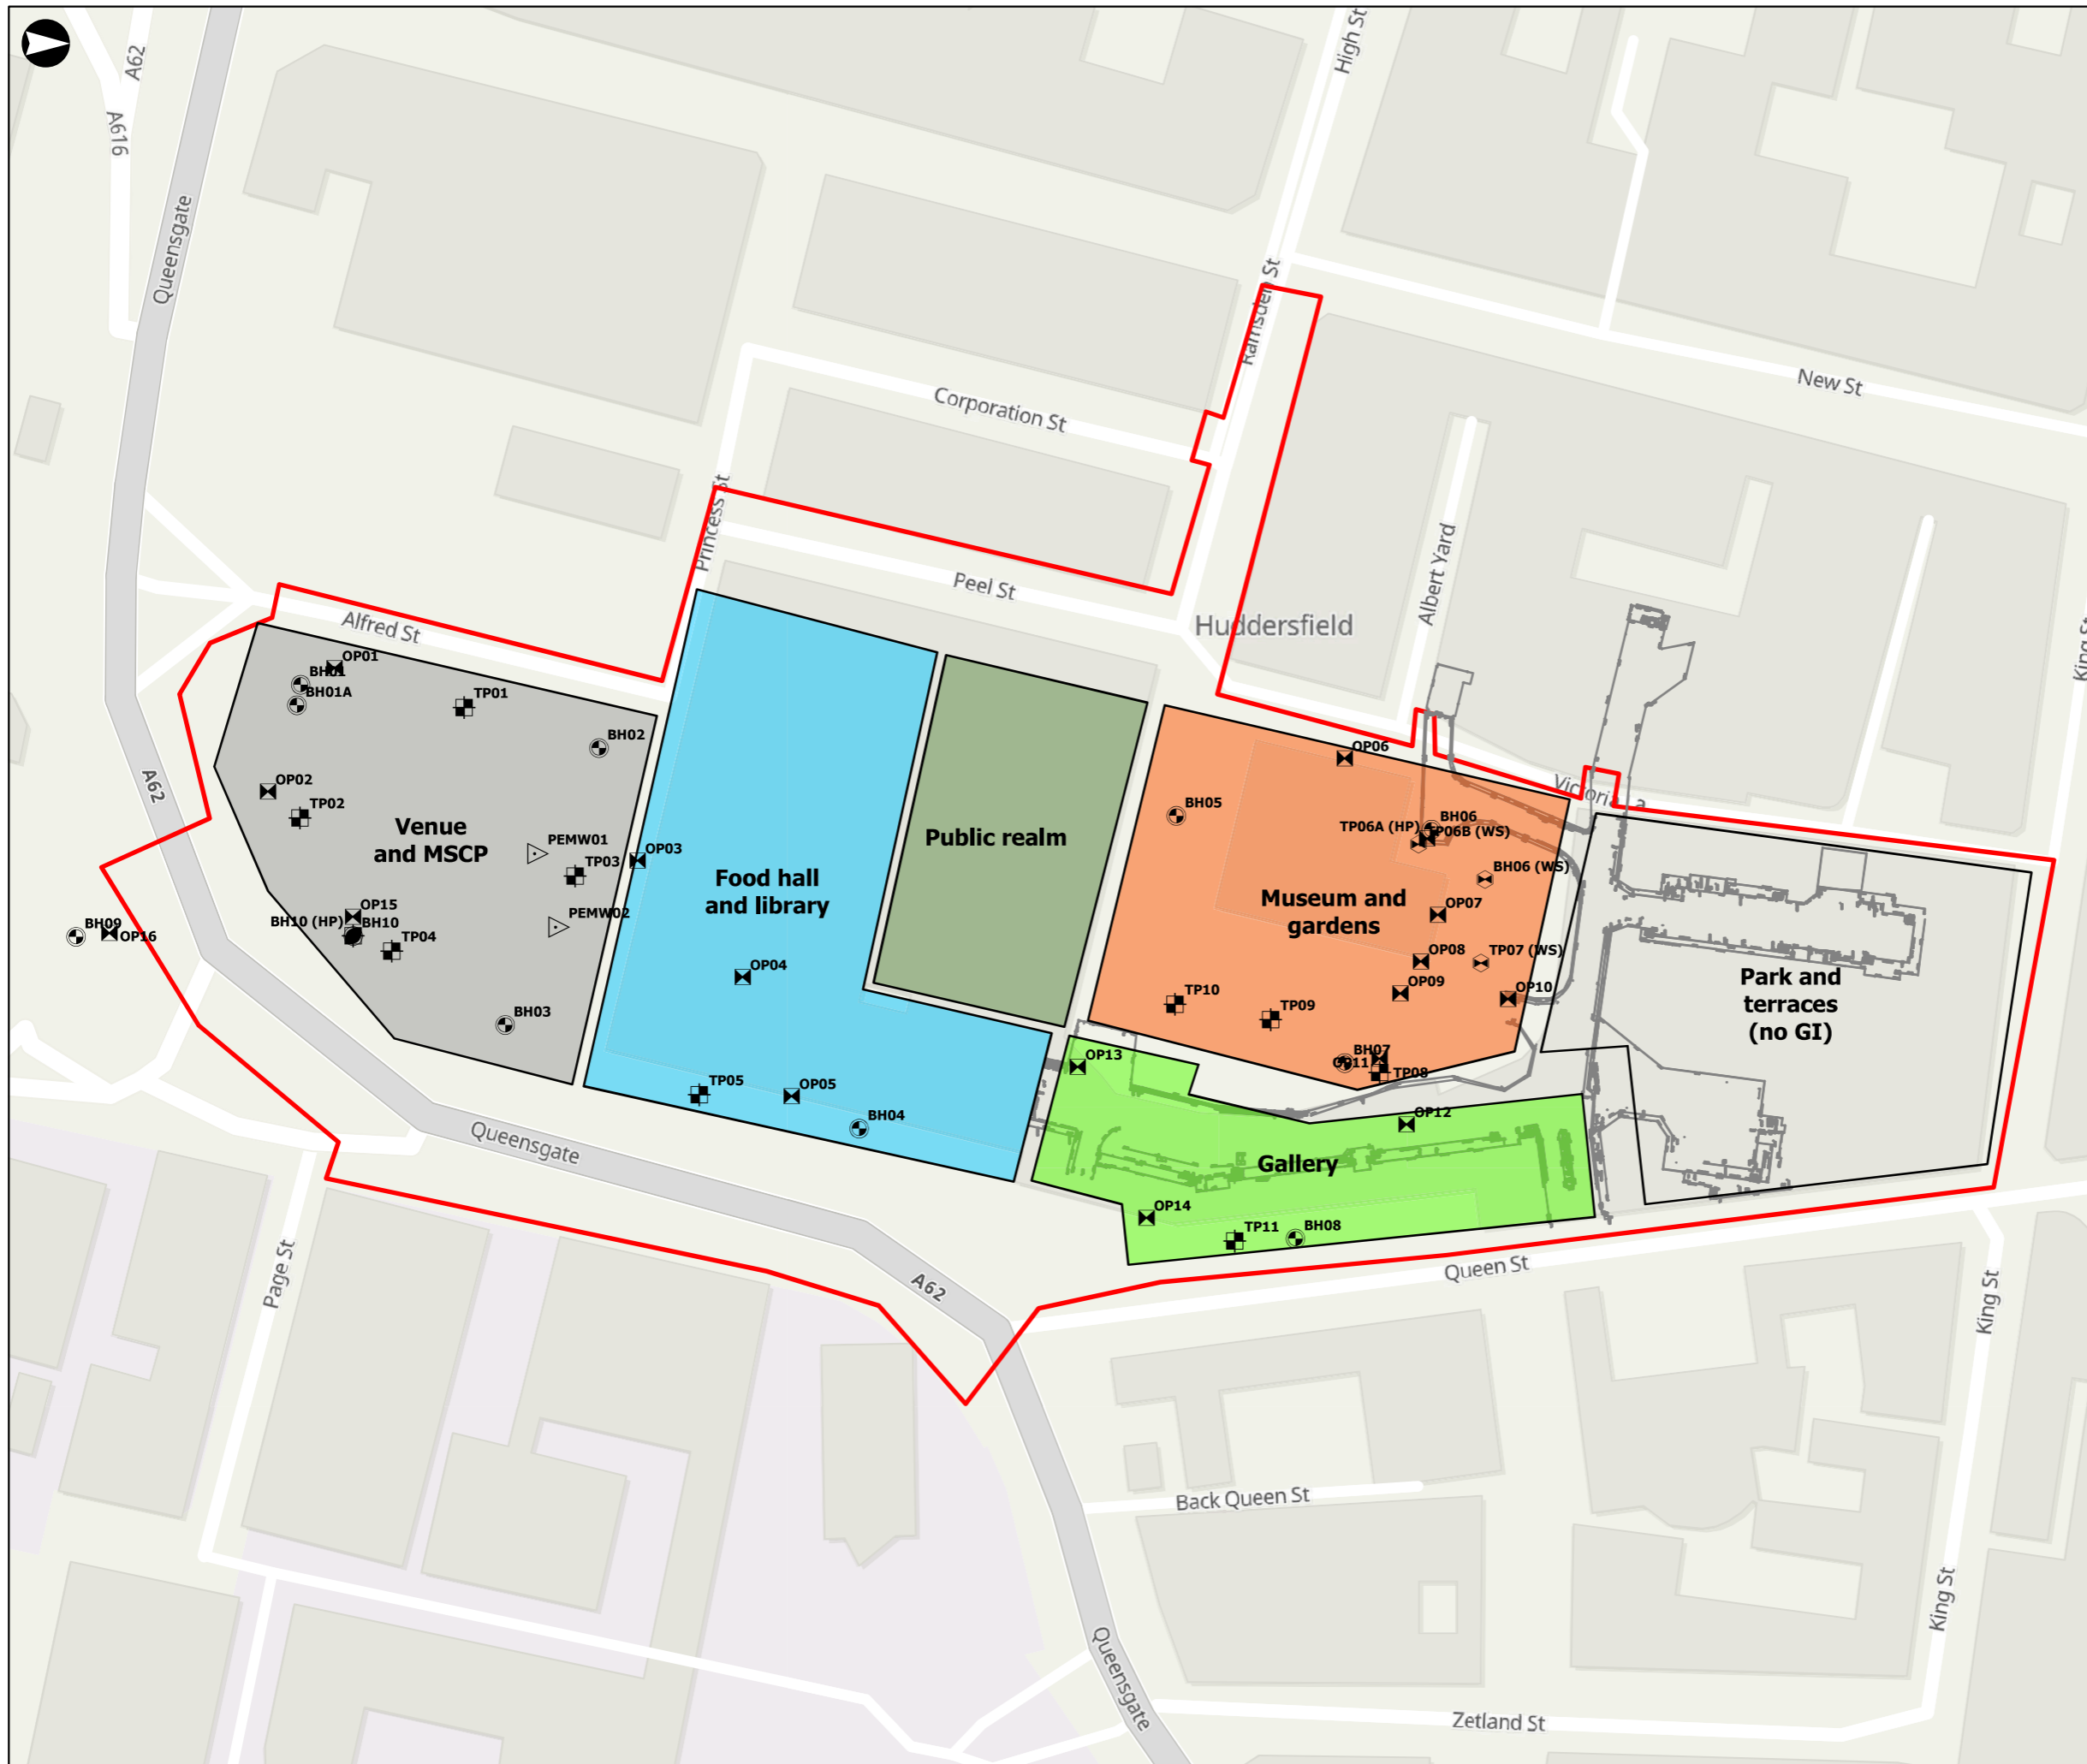 High St
A62
A616
Queensgate
Ramsden St
New St
Corporation St
Princess St
Albert Yard
Peel St
Huddersfield
King St
Alfred St
OP01
BH01
BH01A
TP01
BH02
OP06
A62
OP02
TP02
Victoria La
BH05
BH06
TP06A (HP)
TP06B (WS)
Venue
and MSCP
PEMW01
TP03
OP03
Public realm
BH06 (WS)
Food hall
and library
Museum and
gardens
OP07
PEMW02
OP15
BH10 (HP)
BH10
TP04
BH09
OP16
OP04
OP08
TP07 (WS)
OP09
OP10
Park and
terraces
(no GI)
TP10
TP09
BH03
BH07
OP11
TP08
OP13
TP05
OP05
BH04
OP12
Queensgate
Gallery
OP14
TP11
BH08
Page St
A62
Queen St
King St
Back Queen St
King St
Queensgate
Zetland St